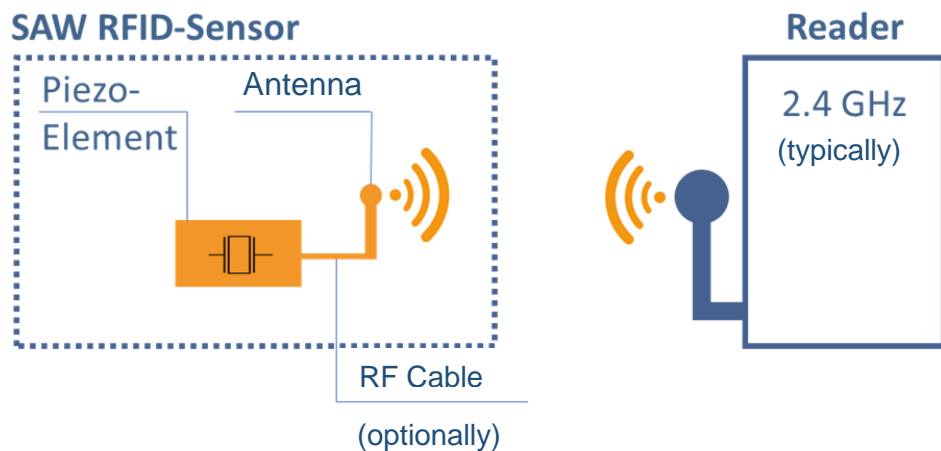 SAW RFID-Sensor
Reader
Piezo-
Element
Antenna
2.4 GHz
(typically)
RF Cable
(optionally)